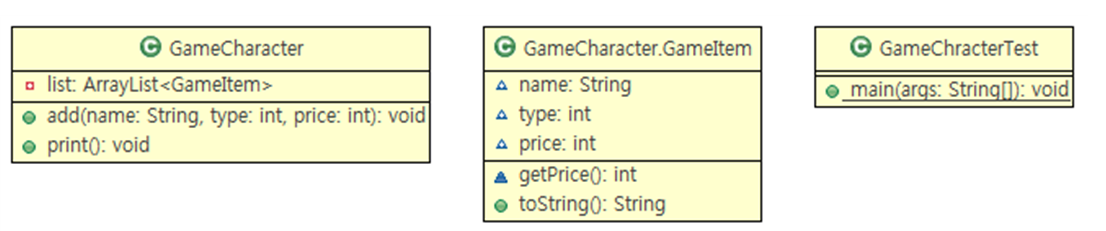 GameCharacter
list: ArrayList<GameItem>
add(name: String, type: int, price: int): void
print(): void
GameCharacter.GameItem
name: String
type: int
price: int
getPrice(): int
toString(): String
GameChracterTest
main(args: String[]): void